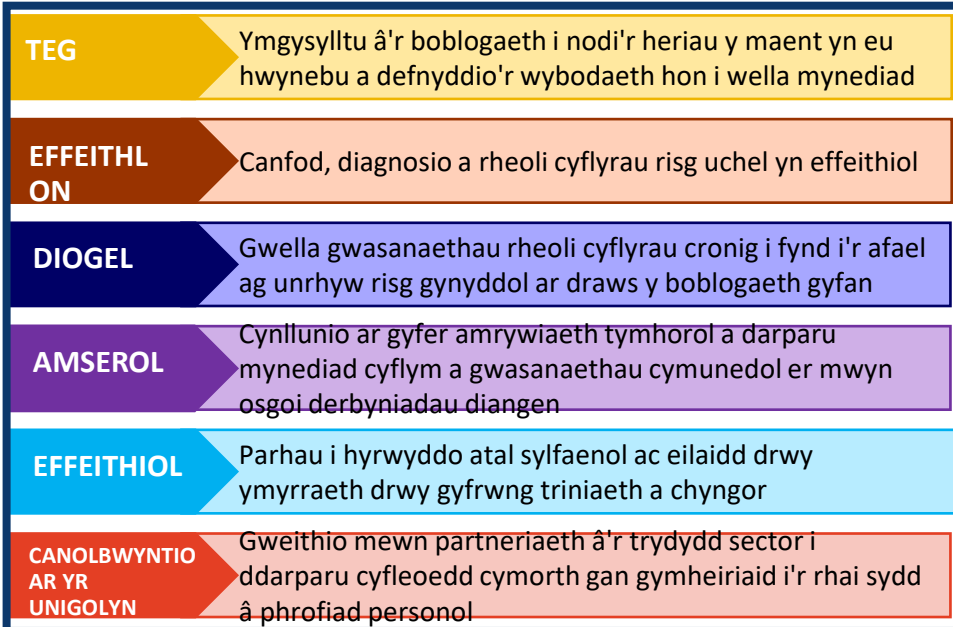 TEG
Ymgysylltu â'r boblogaeth i nodi'r heriau y maent yn eu
hwynebu a defnyddio'r wybodaeth hon i wella mynediad
EFFEITHL
ON
Canfod, diagnosio a rheoli cyflyrau risg uchel yn effeithiol
DIOGEL
Gwella gwasanaethau rheoli cyflyrau cronig i fynd i'r afael
ag unrhyw risg gynyddol ar draws y boblogaeth gyfan
AMSEROL
Cynllunio ar gyfer amrywiaeth tymhorol a darparu
mynediad cyflym a gwasanaethau cymunedol er mwyn
osgoi derbyniadau diangen
EFFEITHIOL
Parhau i hyrwyddo atal sylfaenol ac eilaidd drwy
ymyrraeth drwy gyfrwng triniaeth a chyngor
CANOLBWYNTIO
AR YR
UNIGOLYN
Gweithio mewn partneriaeth â'r trydydd sector i
ddarparu cyfleoedd cymorth gan gymheiriaid i'r rhai sydd
â phrofiad personol